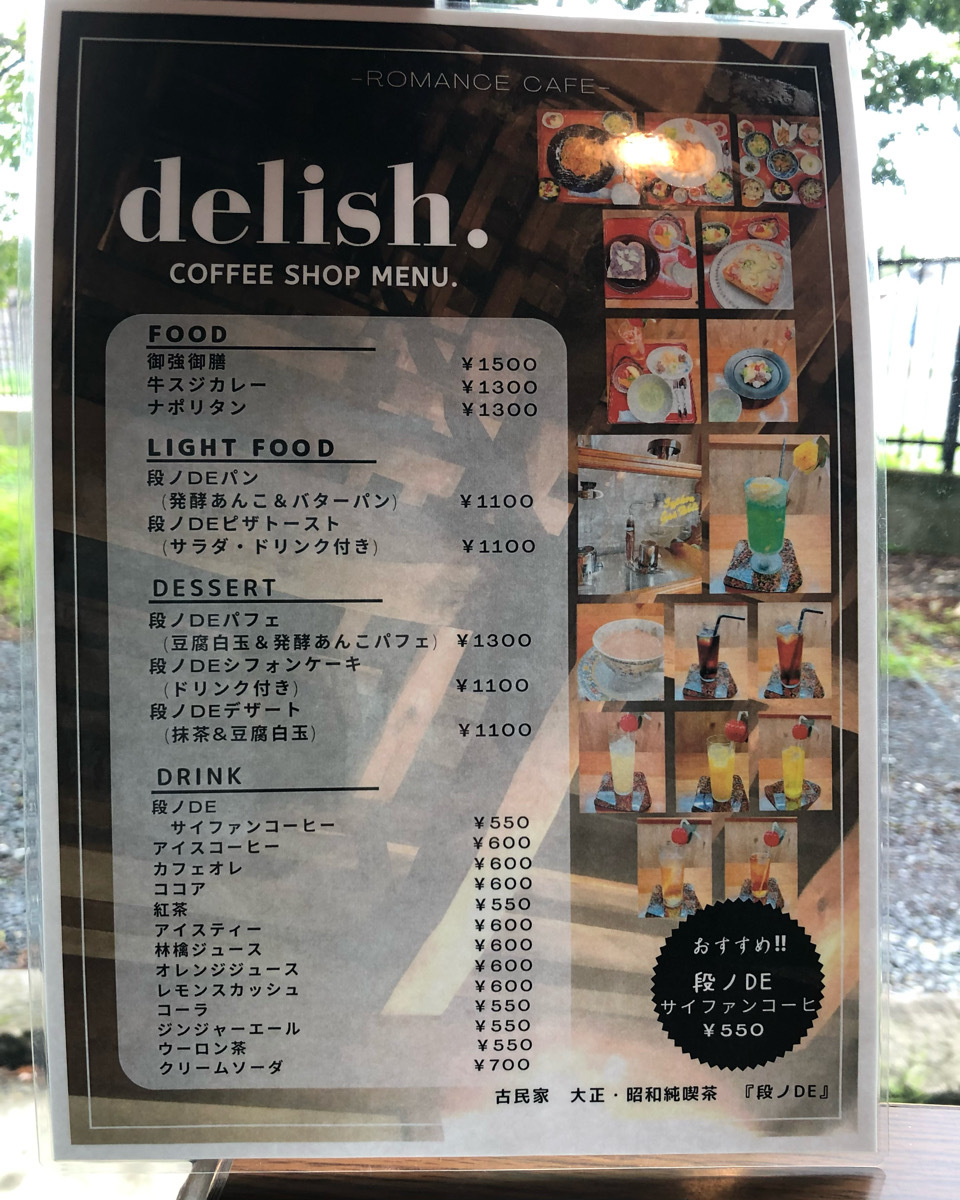 -ROMANCE CAFE-
delish.
COFFEE SHOP MENU.
FOOD
御強御膳 ¥1500
牛スジカレー ¥1300
ナポリタン ¥1300
LIGHT FOOD
段ノDEパン
(発酵あんこ&バターパン) ¥1100
段ノDEピザトースト
(サラダ・ドリンク付き) ¥1100
DESSERT
段ノDEパフェ
(豆腐白玉&発酵あんこパフェ) ¥1300
段ノDEシフォンケーキ
(ドリンク付き) ¥1100
段ノDEデザート
(抹茶&豆腐白玉) ¥1100
DRINK
段ノDE
サイファンコーヒー ¥550
アイスコーヒー ¥600
カフェオレ ¥600
ココア ¥600
紅茶 ¥550
アイスティー ¥600
林檎ジュース ¥600
オレンジジュース ¥600
レモンスカッシュ ¥600
コーラ ¥550
ジンジャーエール ¥550
ウーロン茶 ¥550
クリームソーダ ¥700
おすすめ!!
段ノDE
サイファンコーヒ
¥550
古民家 大正・昭和純喫茶 『段ノDE』